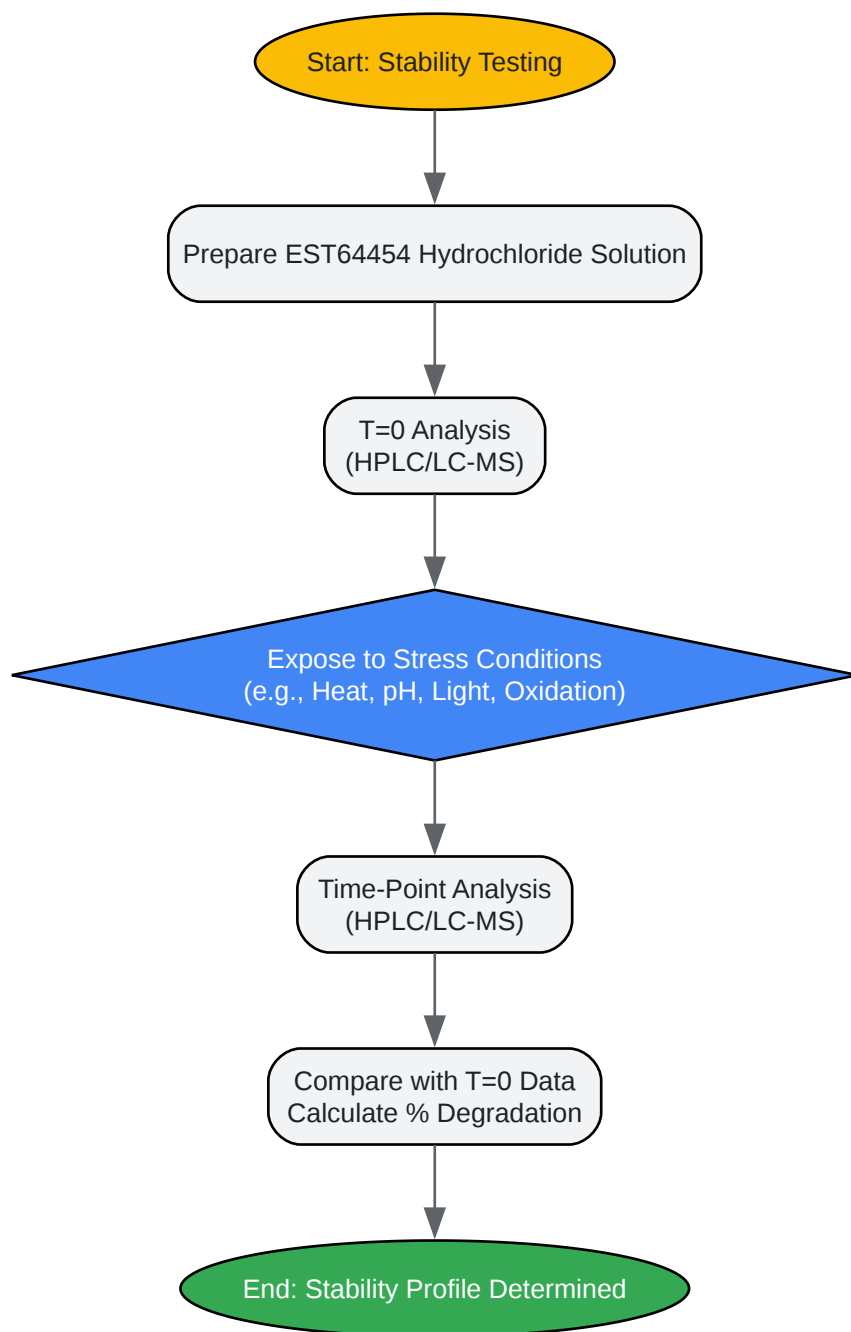 Start: Stability Testing
Prepare EST64454 Hydrochloride Solution
T=0 Analysis
(HPLC/LC-MS)
Expose to Stress Conditions
(e.g., Heat, pH, Light, Oxidation)
Time-Point Analysis
(HPLC/LC-MS)
Compare with T=0 Data
Calculate % Degradation
End: Stability Profile Determined